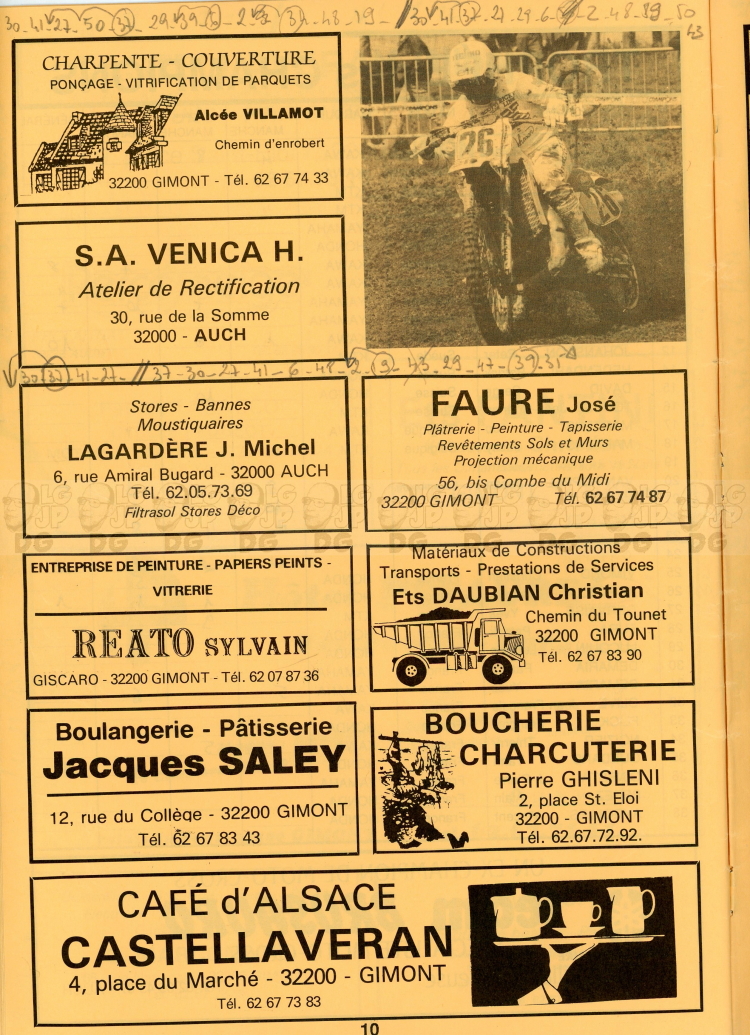 CHARPENTE - COUVERTURE
PONÇAGE - VITRIFICATION DE PARQUETS
Alcée VILLAMOT
Chemin d'enrobert
32200 GIMONT - Tél. 62 67 74 33
26
S.A. VENICA H.
Atelier de Rectification
30, rue de la Somme
32000 - AUCH
Stores - Bannes
Moustiquaires
LAGARDÈRE J. Michel
6, rue Amiral Bugard - 32000 AUCH
Tél. 62.05.73.69
Filtrasol Stores Déco
FAURE José
Plâtrerie - Peinture - Tapisserie
Revêtements Sols et Murs
Projection mécanique
56, bis Combe du Midi
32200 GIMONT Tél. 62 67 74 87
ENTREPRISE DE PEINTURE - PAPIERS PEINTS -
VITRERIE
REATO SYLVAIN
GISCARO - 32200 GIMONT - Tél. 62 07 87 36
Matériaux de Constructions
Transports - Prestations de Services
Ets DAUBIAN Christian
Chemin du Tounet
32200 GIMONT
Tél. 62 67 83 90
Boulangerie - Pâtisserie
Jacques SALEY
12, rue du Collège - 32200 GIMONT
Tél. 62 67 83 43
BOUCHERIE
CHARCUTERIE
Pierre GHISLENI
2, place St. Eloi
32200 - GIMONT
Tél. 62.67.72.92.
CAFÉ d'ALSACE
CASTELLAVERAN
4, place du Marché - 32200 - GIMONT
Tél. 62 67 73 83
10